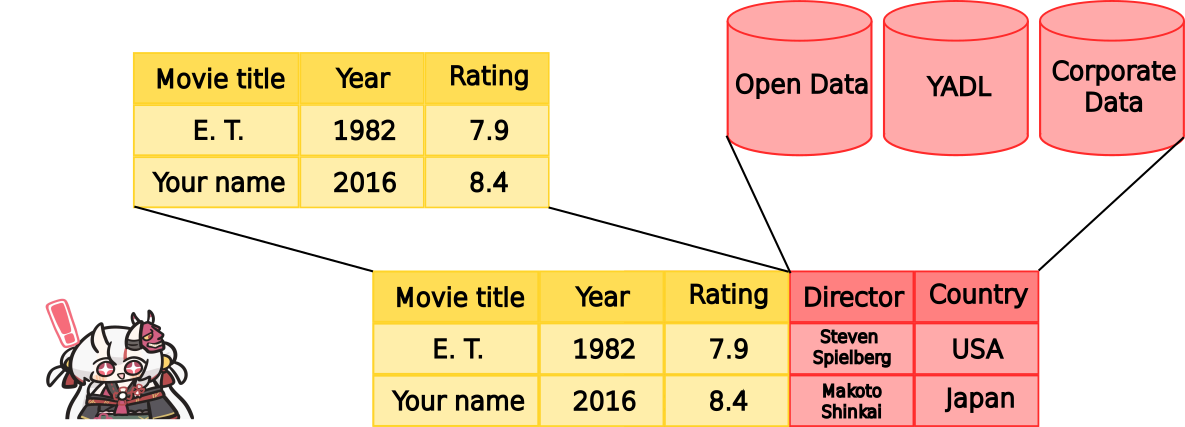 Movie title Year Rating
E. T. 1982 7.9
Your name 2016 8.4
Open Data
YADL
Corporate
Data
Movie title Year Rating Director Country
E. T. 1982 7.9 Steven
Spielberg USA
Your name 2016 8.4 Makoto
Shinkai Japan